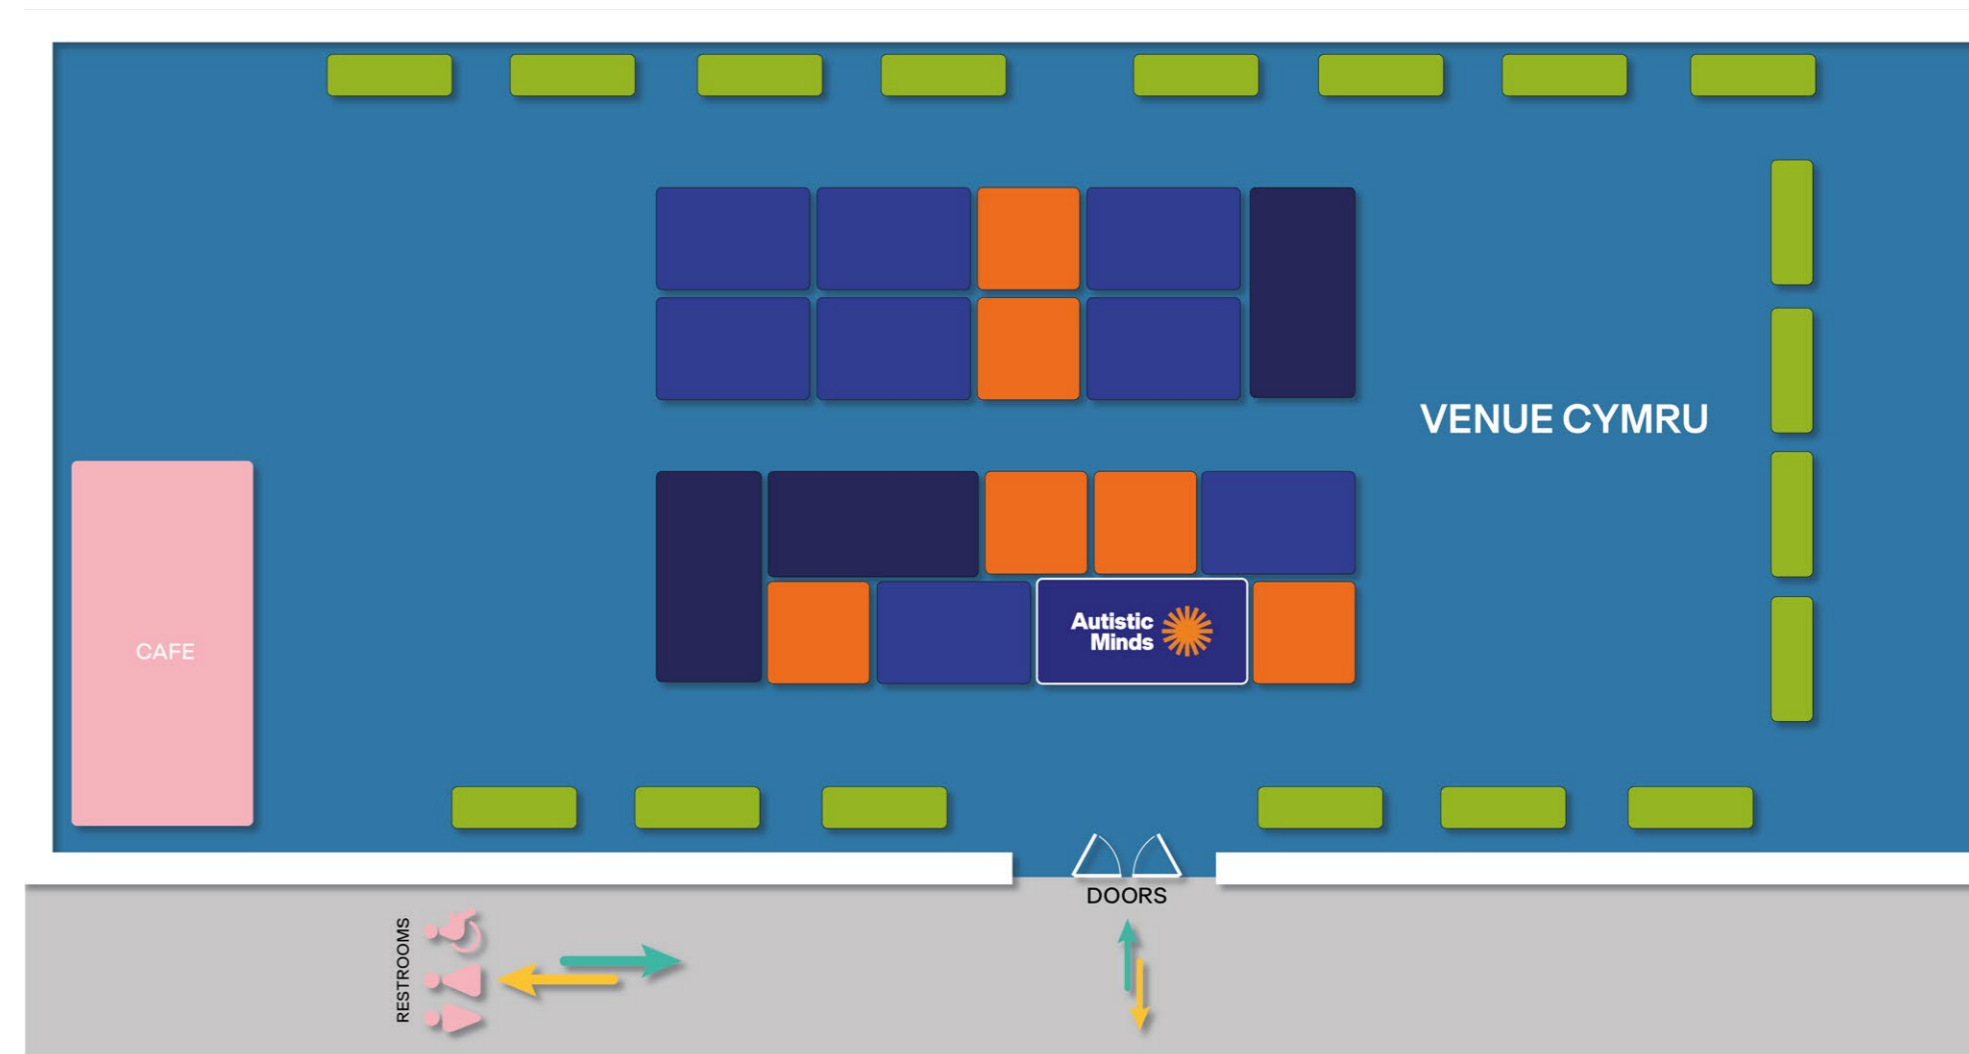 VENUE CYMRU
CAFE
Autistic
Minds
DOORS
RESTROOMS